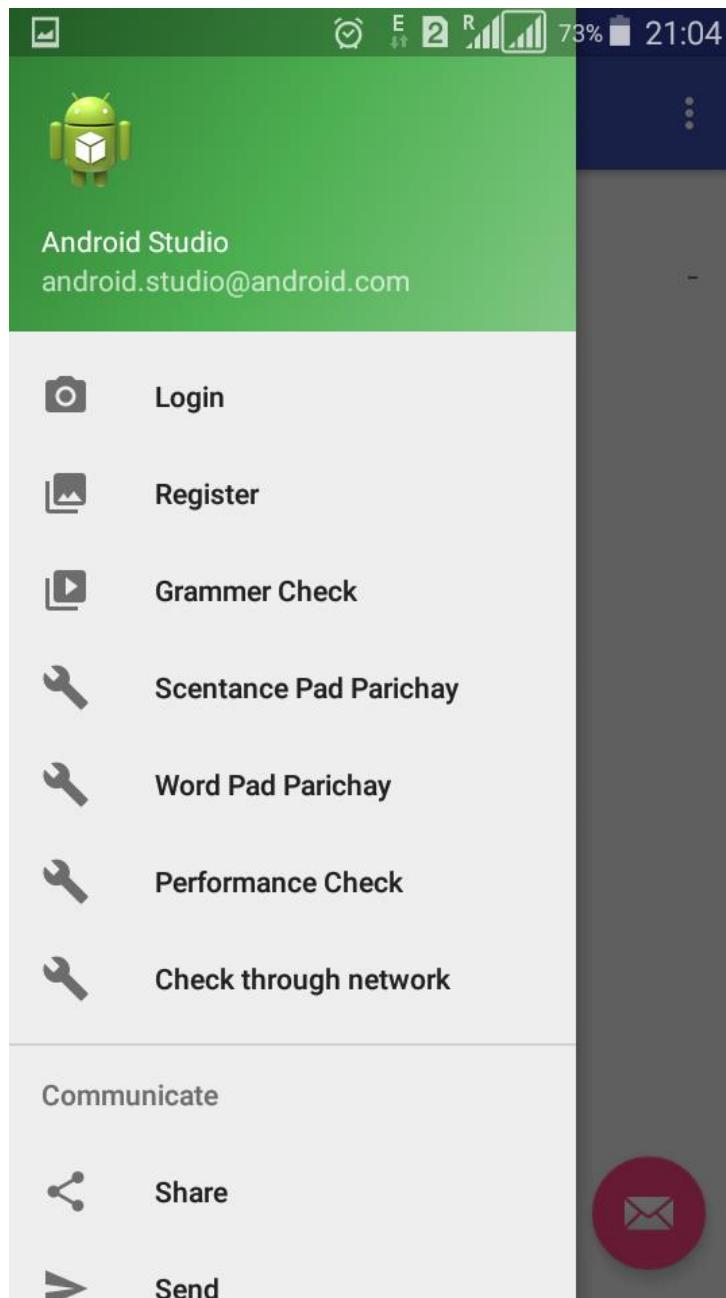 E 2 R 73% 21:04
Android Studio
android.studio@android.com
Login
Register
Grammer Check
Scentance Pad Parichay
Word Pad Parichay
Performance Check
Check through network
Communicate
Share
Send